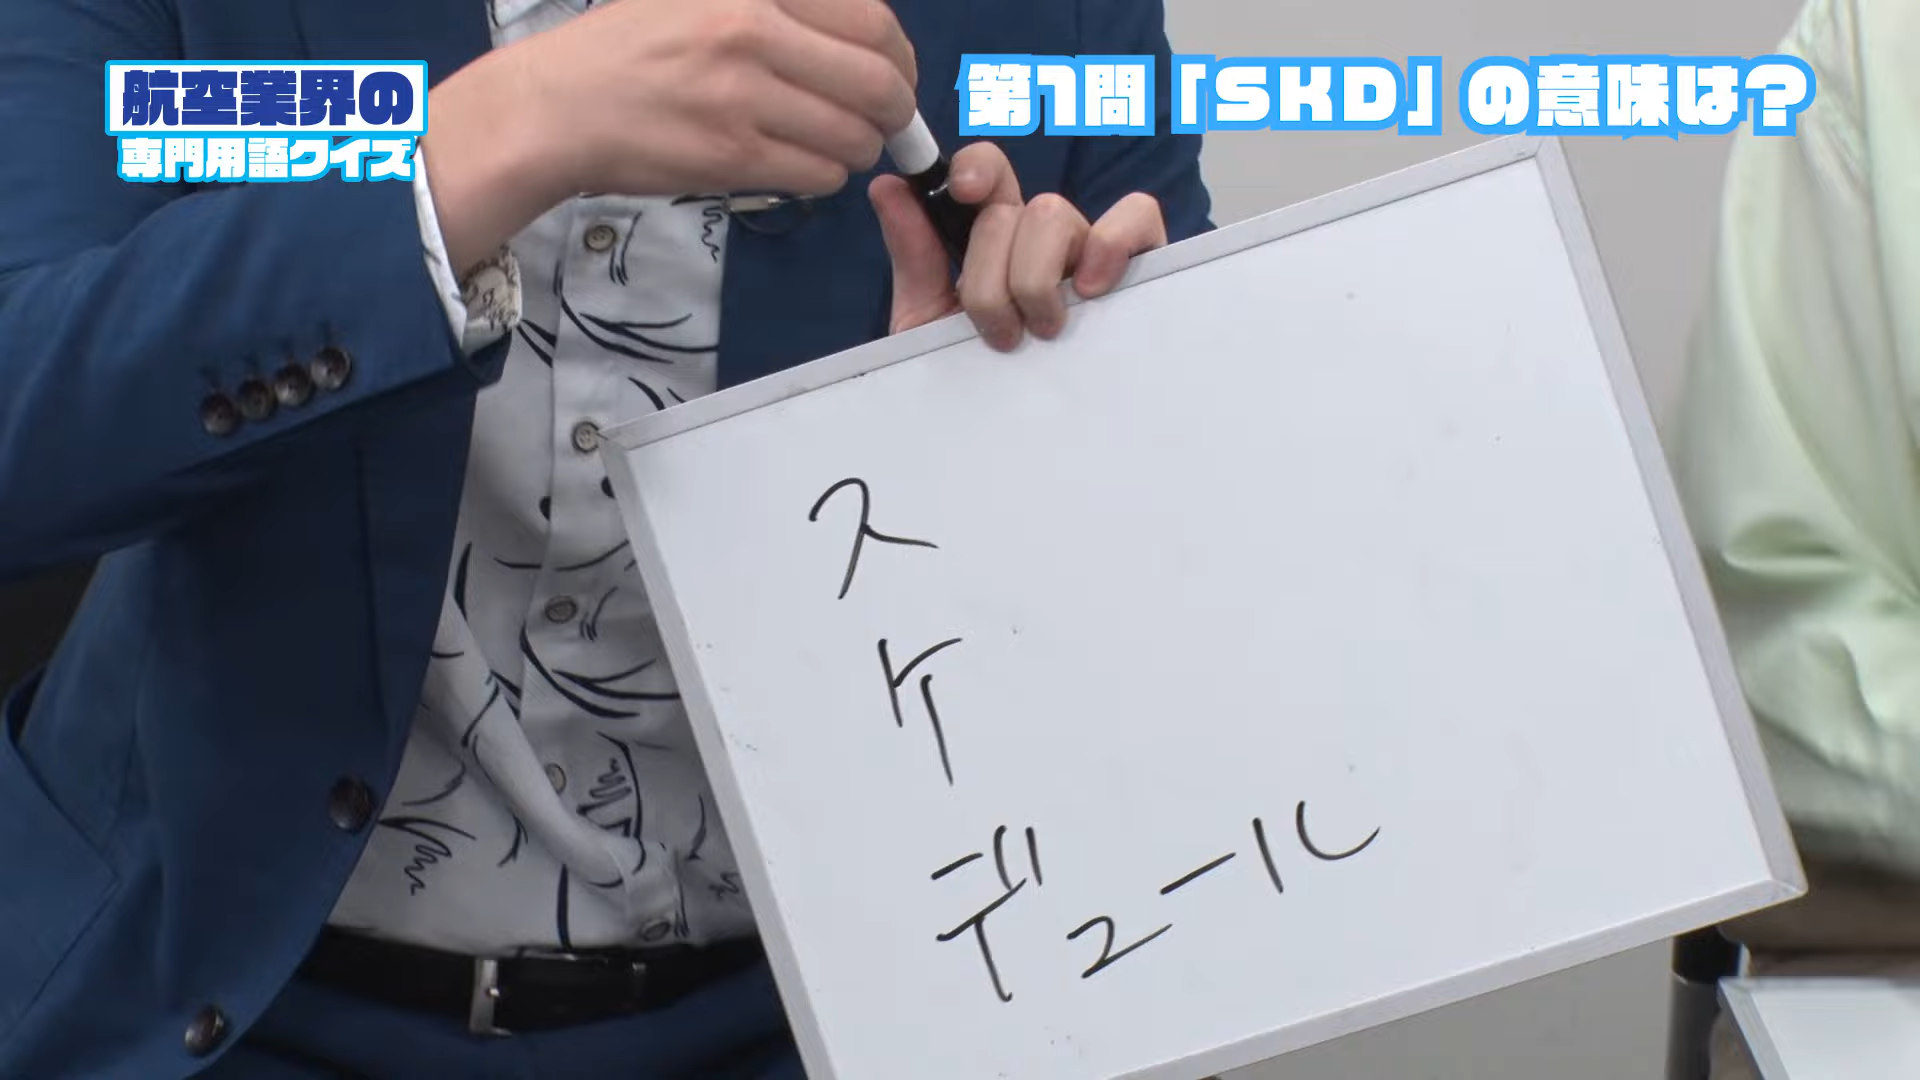 航空業界の
専門用語クイズ
第1問「SKD」の意味は？
ス
ケ
デュール